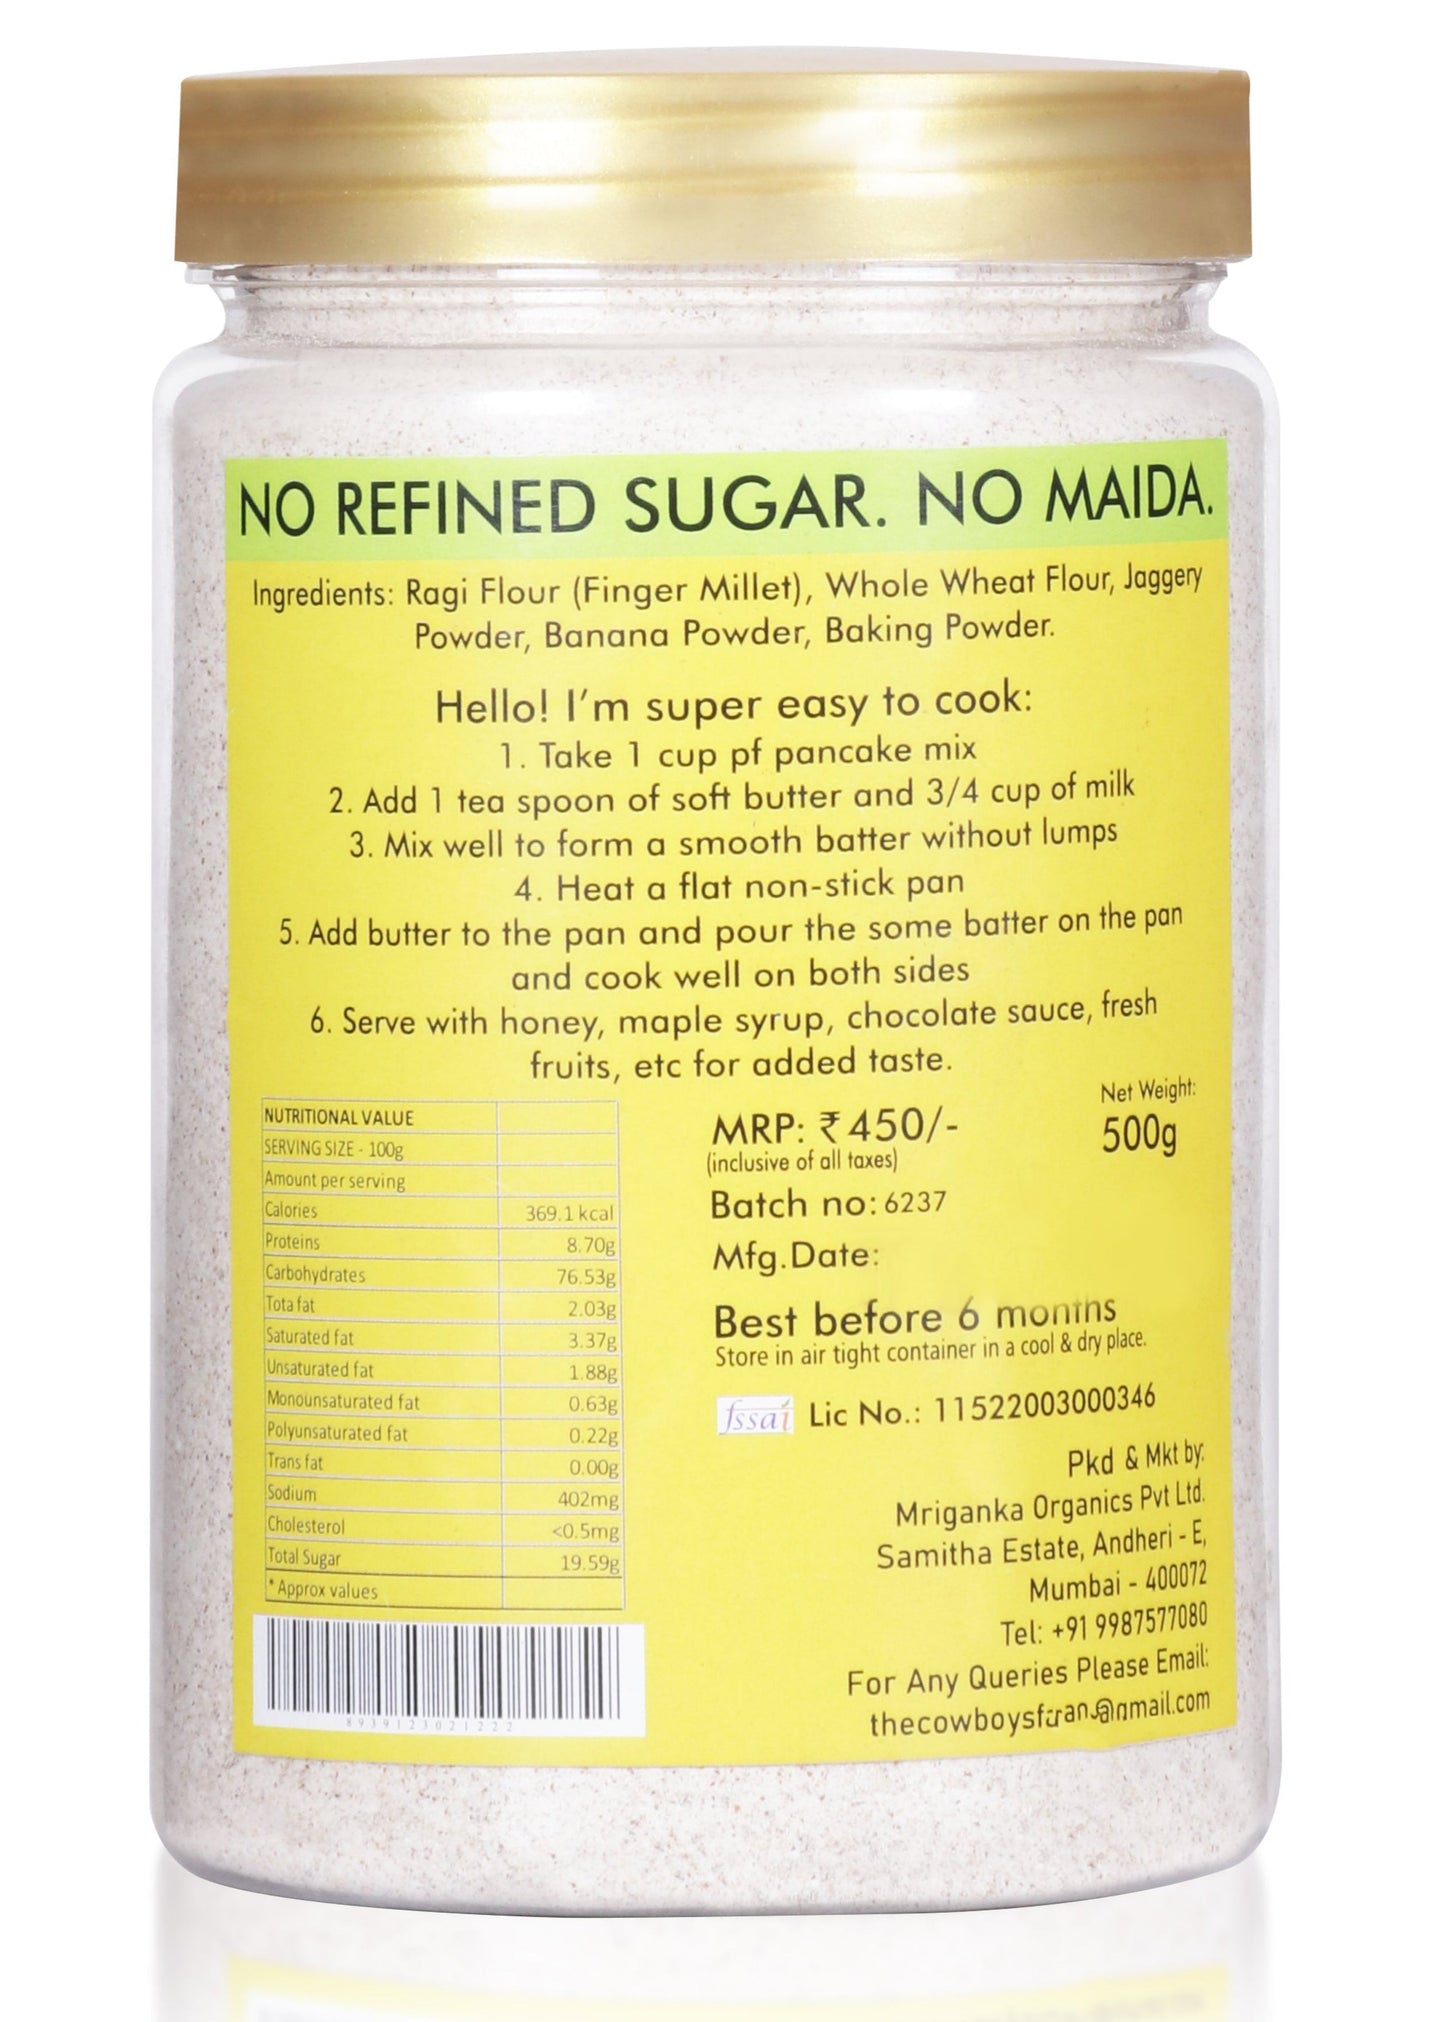 NO REFINED SUGAR. NO MAIDA.
Ingredients: Ragi Flour (Finger Millet), Whole Wheat Flour, Jaggery
Powder, Banana Powder, Baking Powder.
Hello! I'm super easy to cook:
1. Take 1 cup pf pancake mix
2. Add 1 tea spoon of soft butter and 3/4 cup of milk
3. Mix well to form a smooth batter without lumps
4. Heat a flat non-stick pan
5. Add butter to the pan and pour the some batter on the pan
and cook well on both sides
6. Serve with honey, maple syrup, chocolate sauce, fresh
fruits, etc for added taste.
NUTRITIONAL VALUE
SERVING SIZE - 100g
Amount per serving
Calories 369.1 kcal
Proteins 8.70g
Carbohydrates 76.53g
Tota fat 2.03g
Saturated fat 3.37g
Unsaturated fat 1.88g
Monounsaturated fat 0.63g
Polyunsaturated fat 0.22g
Trans fat 0.00g
Sodium 402mg
Cholesterol <0.5mg
Total Sugar 19.59g
* Approx values
8939123021222
MRP: ₹ 450/-
(inclusive of all taxes)
Net Weight:
500g
Batch no: 6237
Mfg.Date:
Best before 6 months
Store in air tight container in a cool & dry place.
fssai Lic No.: 11522003000346
Pkd & Mkt by:
Mriganka Organics Pvt Ltd.
Samitha Estate, Andheri - E,
Mumbai - 400072
Tel: +91 9987577080
For Any Queries Please Email: